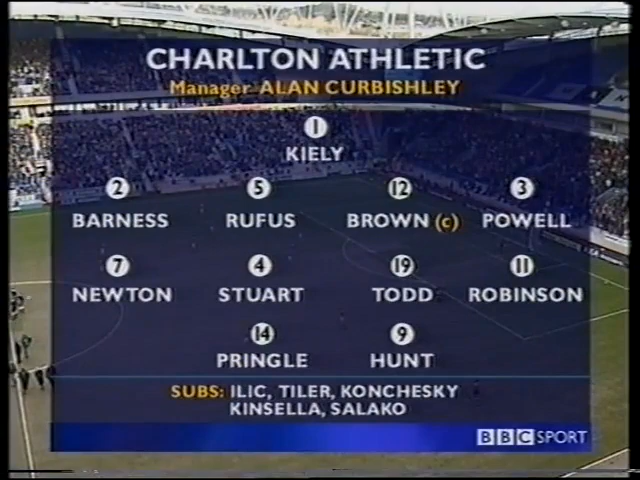 CHARLTON ATHLETIC
Manager ALAN CURBISHLEY
1
KIELY
2 5 12 3
BARNESS RUFUS BROWN (c) POWELL
7 4 19 11
NEWTON STUART TODD ROBINSON
14 9
PRINGLE HUNT
SUBS: ILIC, TILER, KONCHESKY
KINSELLA, SALAKO
BBC SPORT